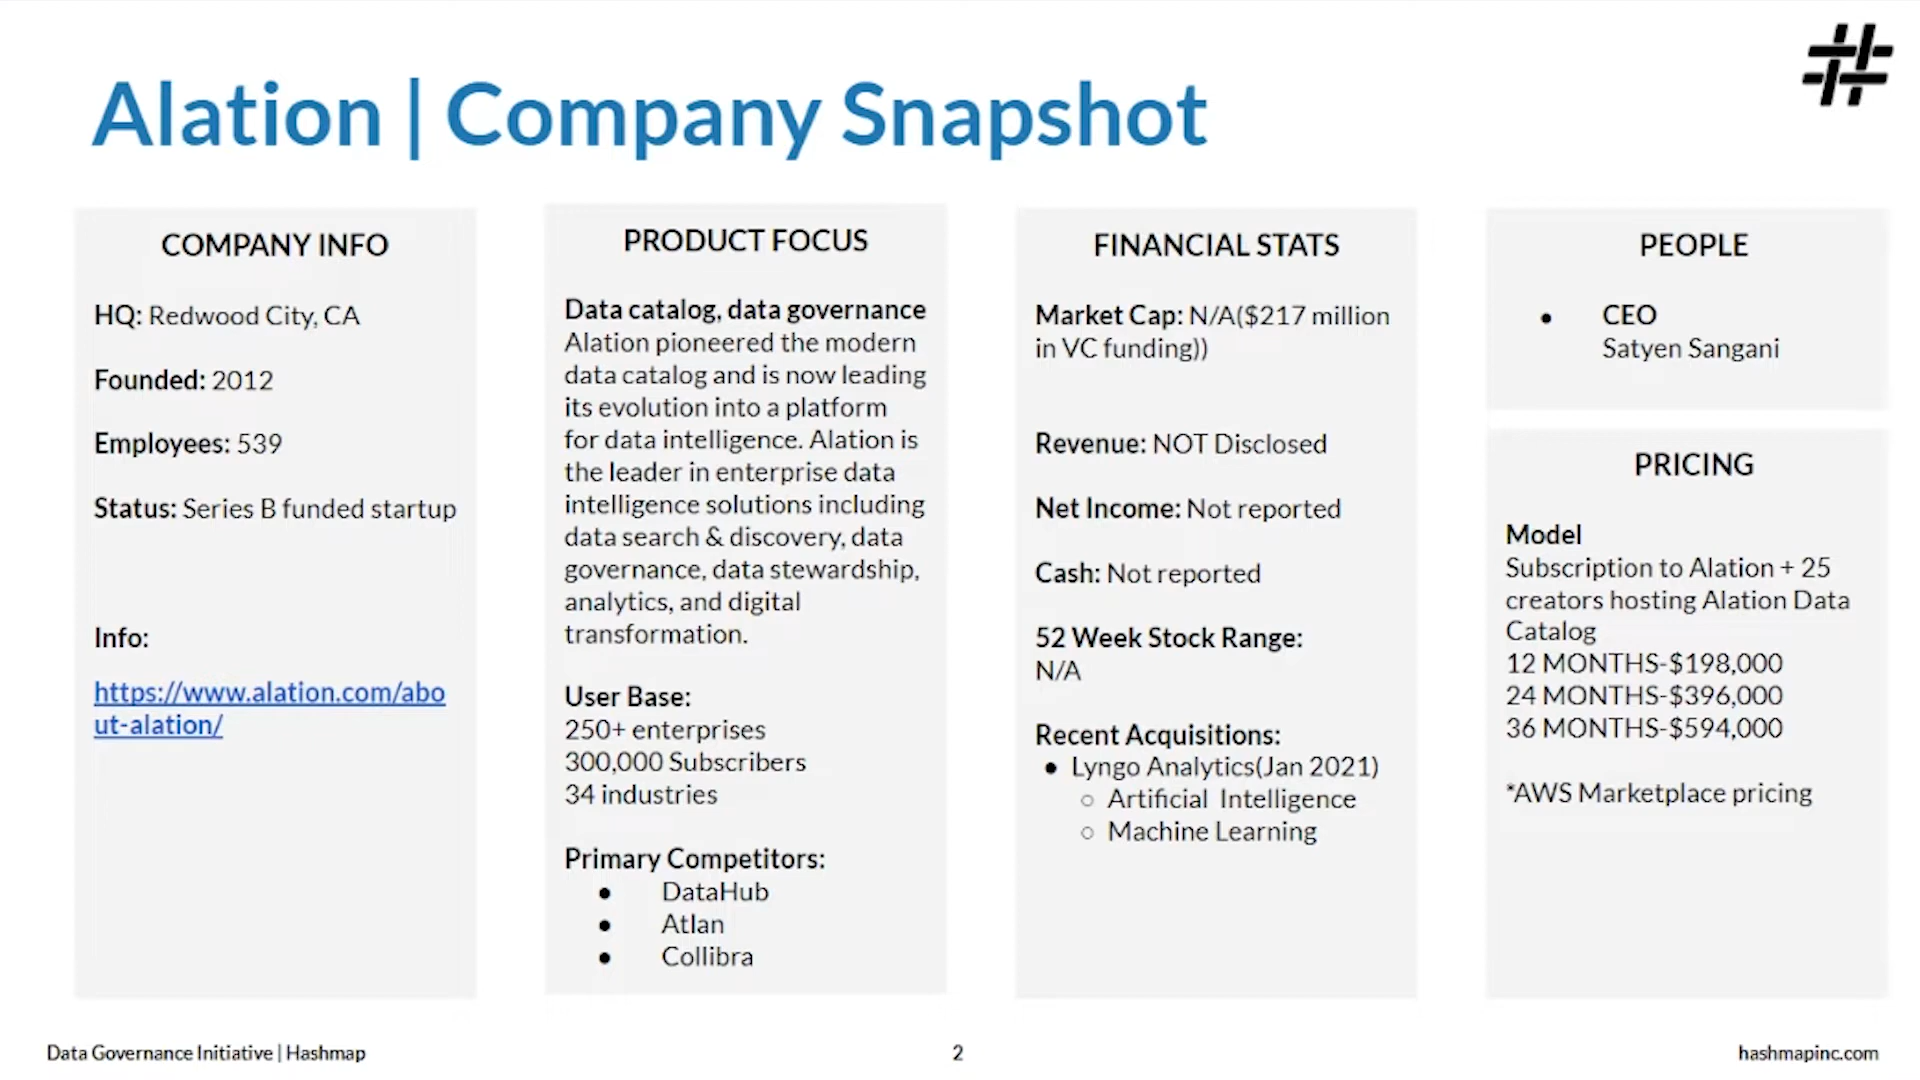 Alation | Company Snapshot
COMPANY INFO
HQ: Redwood City, CA
Founded: 2012
Employees: 539
Status: Series B funded startup
Info:
https://www.alation.com/abo
ut-alation/
PRODUCT FOCUS
Data catalog, data governance
Alation pioneered the modern
data catalog and is now leading
its evolution into a platform
for data intelligence. Alation is
the leader in enterprise data
intelligence solutions including
data search & discovery, data
governance, data stewardship,
analytics, and digital
transformation.
User Base:
250+ enterprises
300,000 Subscribers
34 industries
Primary Competitors:
● DataHub
● Atlan
● Collibra
FINANCIAL STATS
Market Cap: N/A($217 million
in VC funding))
Revenue: NOT Disclosed
Net Income: Not reported
Cash: Not reported
52 Week Stock Range:
N/A
Recent Acquisitions:
● Lyngo Analytics(Jan 2021)
○ Artificial Intelligence
○ Machine Learning
PEOPLE
● CEO
Satyen Sangani
PRICING
Model
Subscription to Alation + 25
creators hosting Alation Data
Catalog
12 MONTHS-$198,000
24 MONTHS-$396,000
36 MONTHS-$594,000
*AWS Marketplace pricing
Data Governance Initiative | Hashmap
2
hashmapinc.com